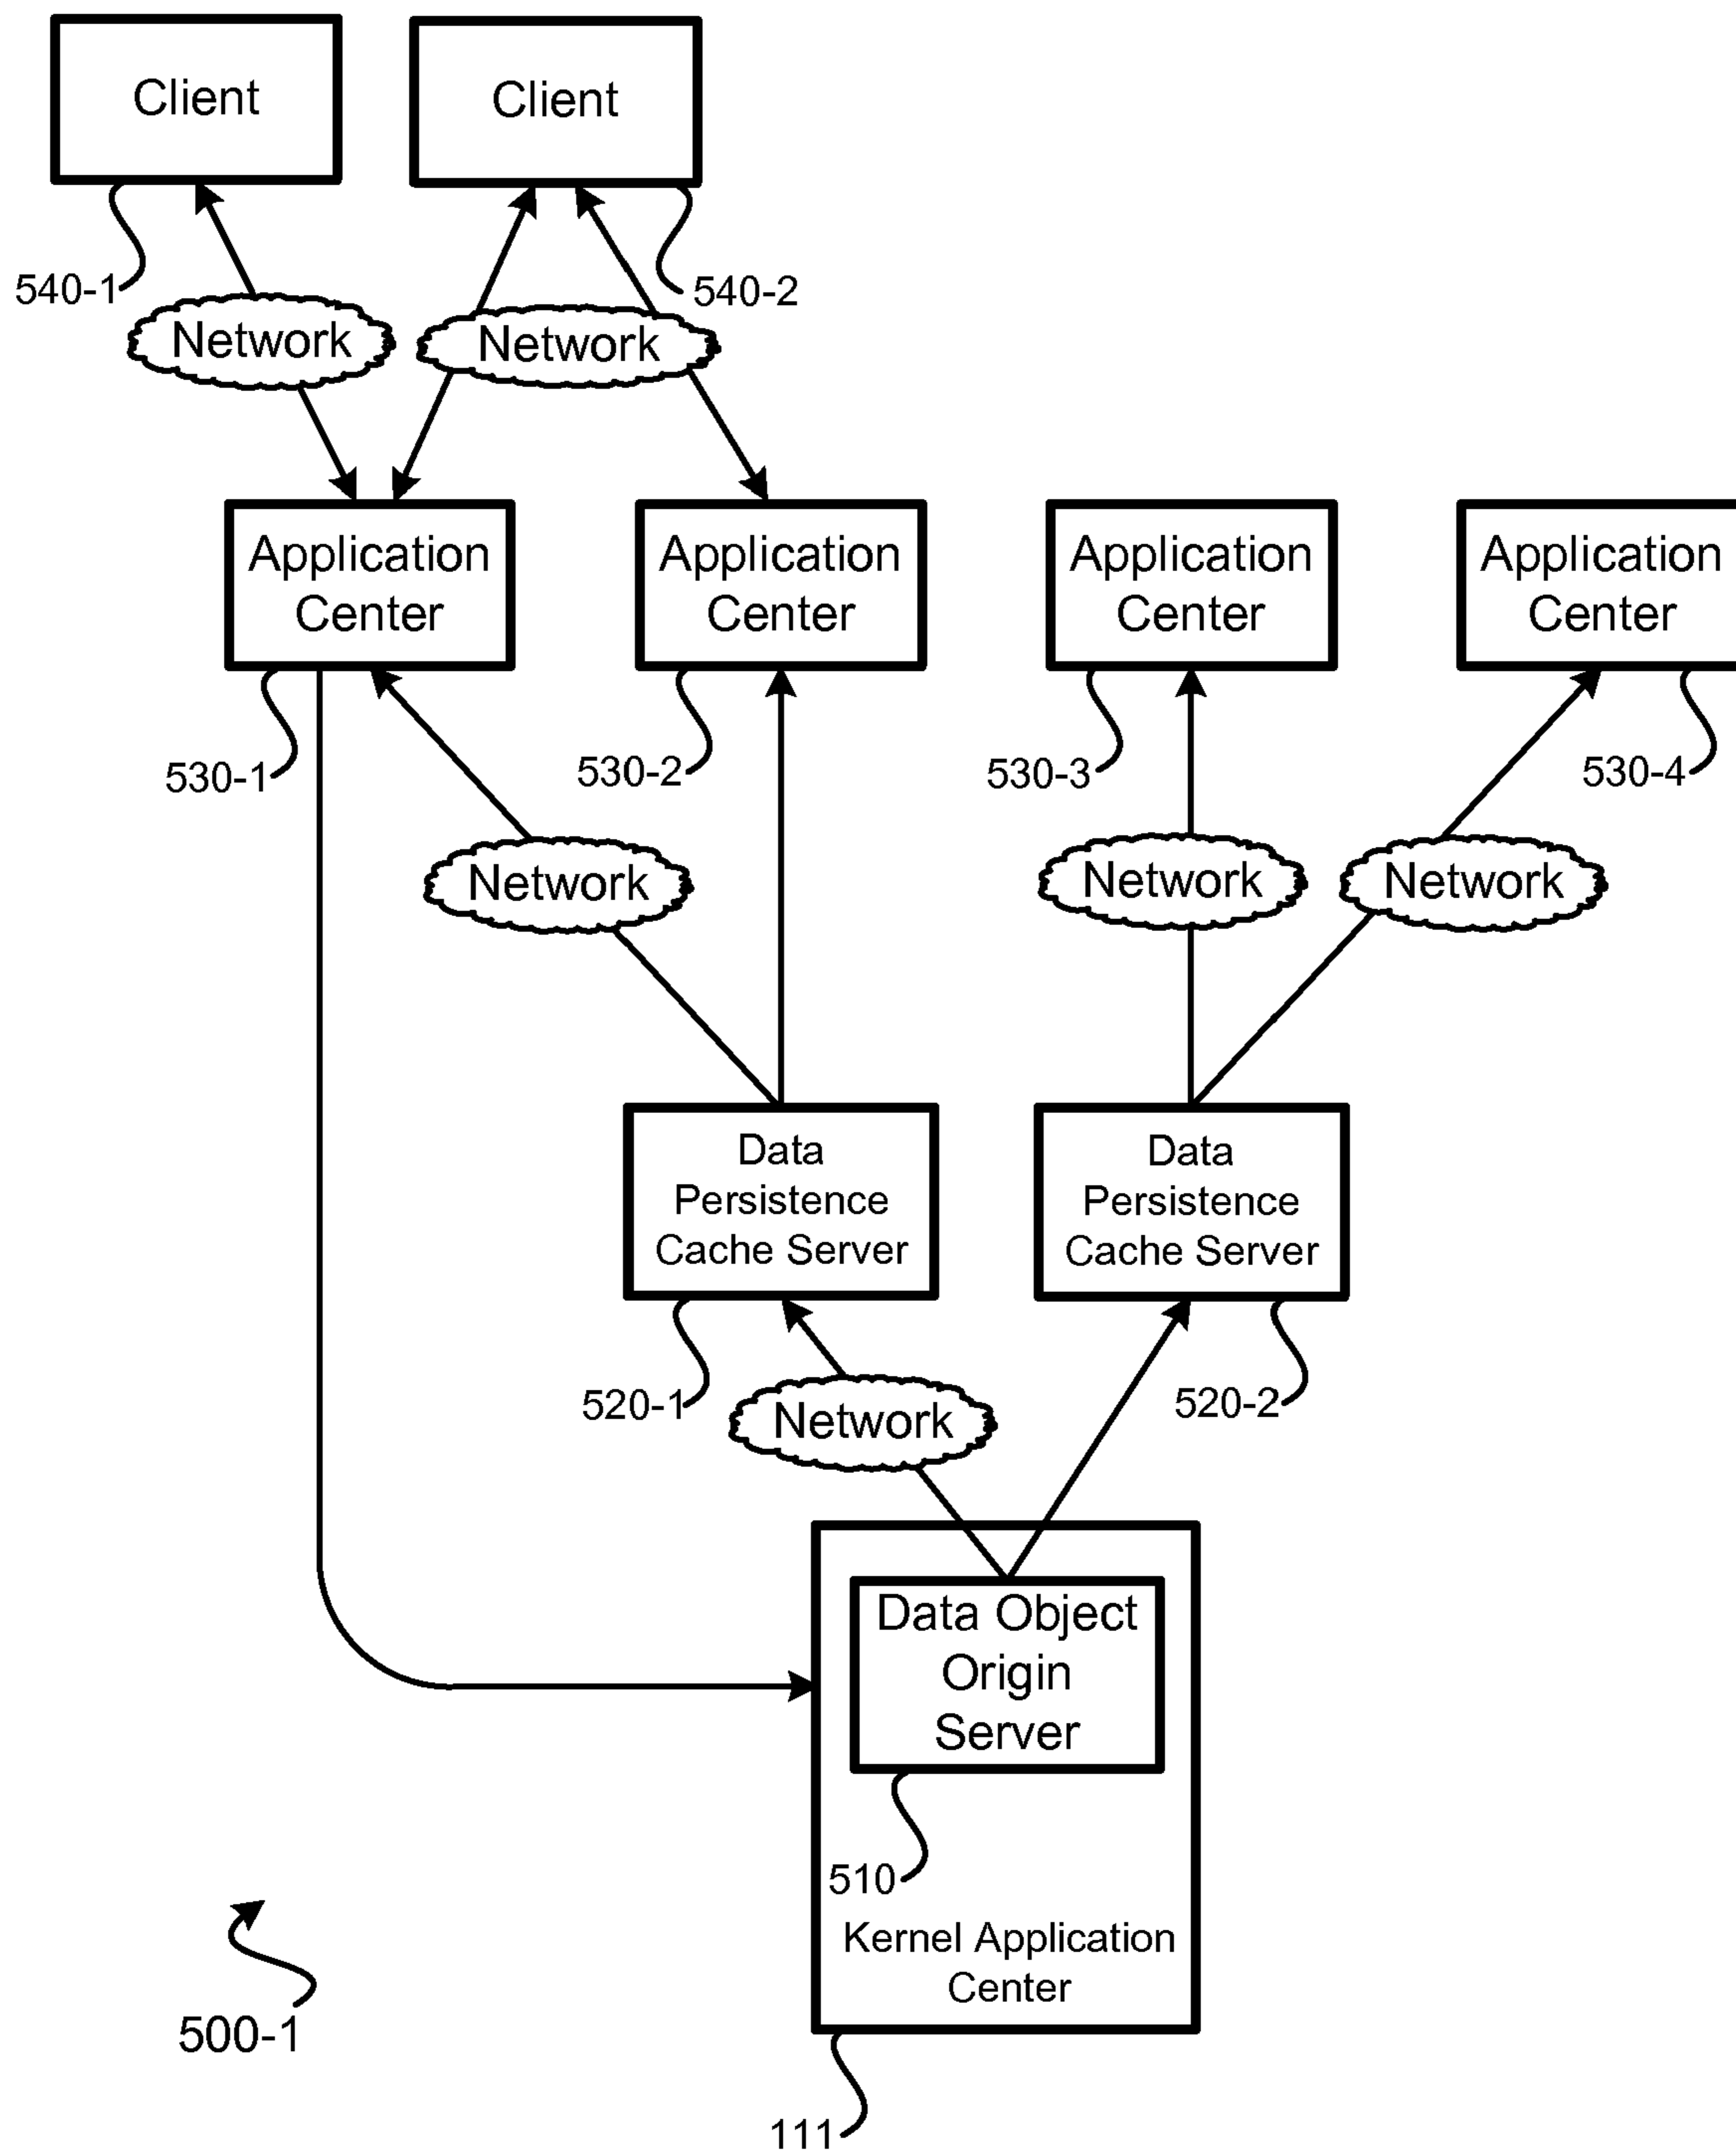 Client
Client
540-1
540-2
Network
Network
Application
Center
Application
Center
Application
Center
Application
Center
530-1
530-2
530-3
530-4
Network
Network
Network
Data
Persistence
Cache Server
Data
Persistence
Cache Server
520-1
520-2
Network
Data Object
Origin
Server
510
Kernel Application
Center
500-1
111